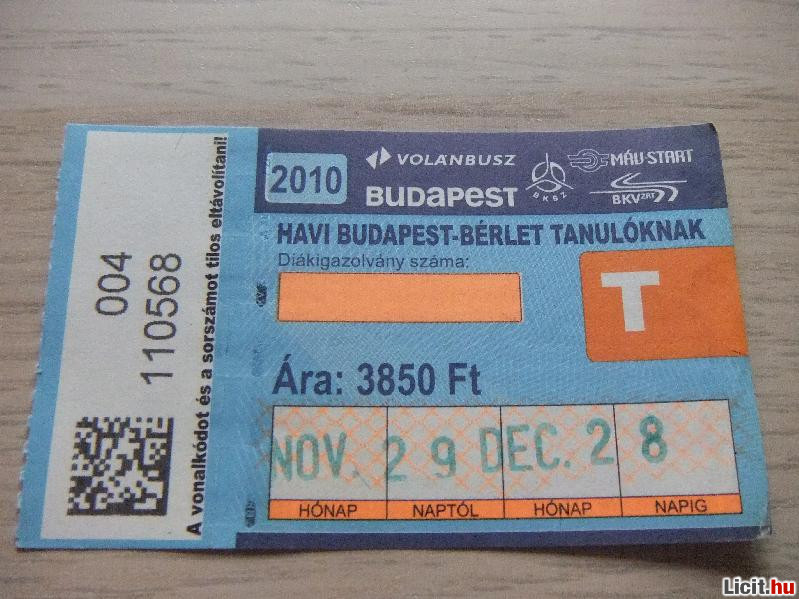 004
110568
A vonalkódot és a sorszámot tilos eltávolítani!
2010
VOLÁNBUSZ
MÁV-START
BUDAPEST
BKSZ
BKV ZRT
HAVI BUDAPEST-BÉRLET TANULÓKNAK
Diákigazolvány száma:
T
Ára: 3850 Ft
NOV. 29 DEC. 28
HÓNAP NAPTÓL HÓNAP NAPIG
Licit.hu